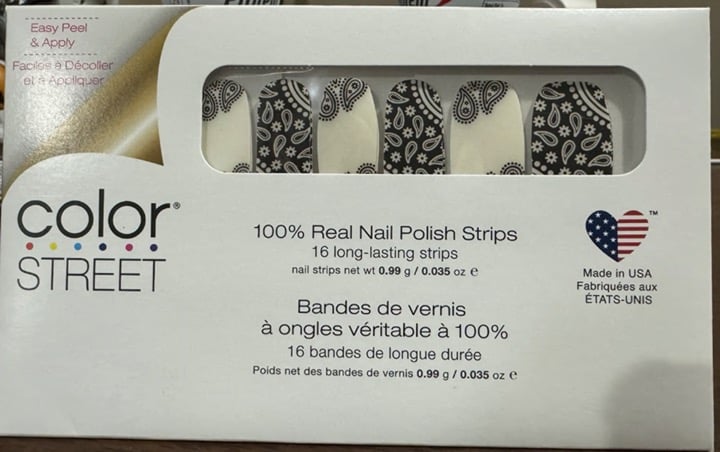 Easy Peel
& Apply
Faciles à Décoller
et à Appliquer
color®
STREET
100% Real Nail Polish Strips
16 long-lasting strips
nail strips net wt 0.99 g / 0.035 oz ℮
Bandes de vernis
à ongles véritable à 100%
16 bandes de longue durée
Poids net des bandes de vernis 0.99 g / 0.035 oz ℮
TM
Made in USA
Fabriquées aux
ÉTATS-UNIS